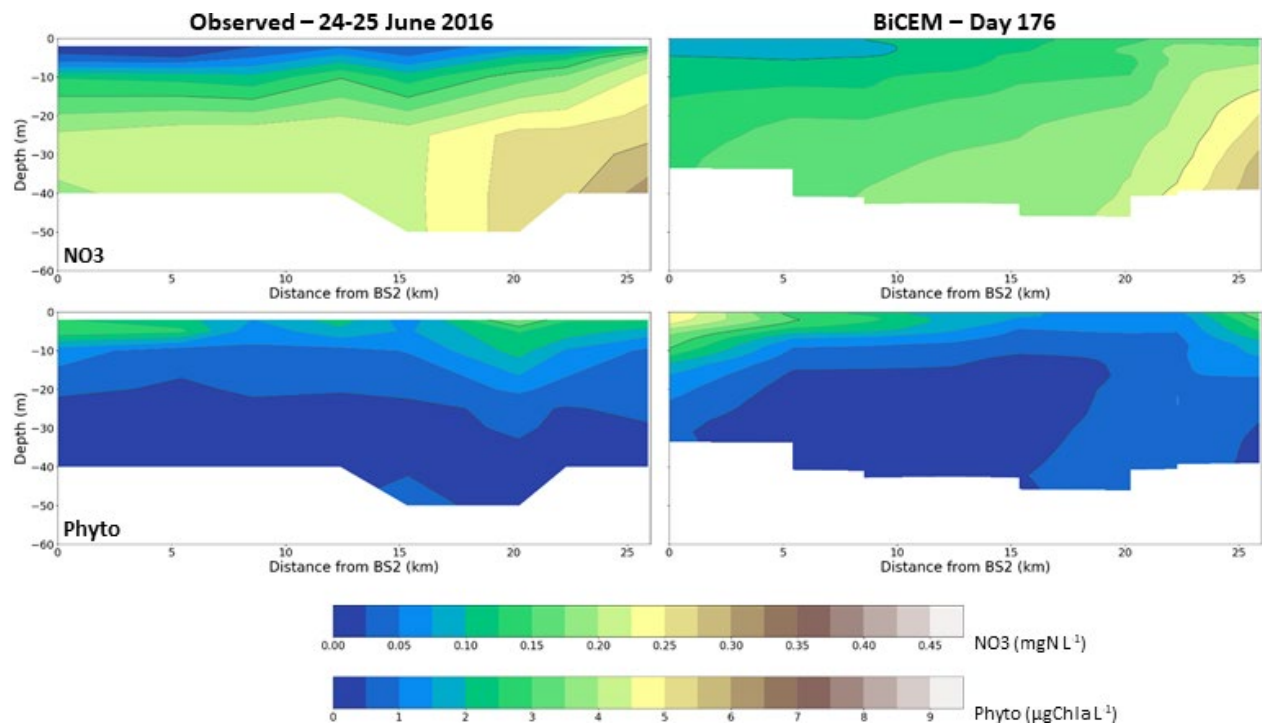 Observed – 24-25 June 2016
BiCEM – Day 176
0
−10
−20
−30
−40
−50
−60
Depth (m)
NO3
0 5 10 15 20 25
Distance from BS2 (km)
0 5 10 15 20 25
Distance from BS2 (km)
0
−10
−20
−30
−40
−50
−60
Depth (m)
Phyto
0 5 10 15 20 25
Distance from BS2 (km)
0 5 10 15 20 25
Distance from BS2 (km)
0.00 0.05 0.10 0.15 0.20 0.25 0.30 0.35 0.40 0.45
NO3 (mgN L-1)
0 1 2 3 4 5 6 7 8 9
Phyto (μgChla L-1)